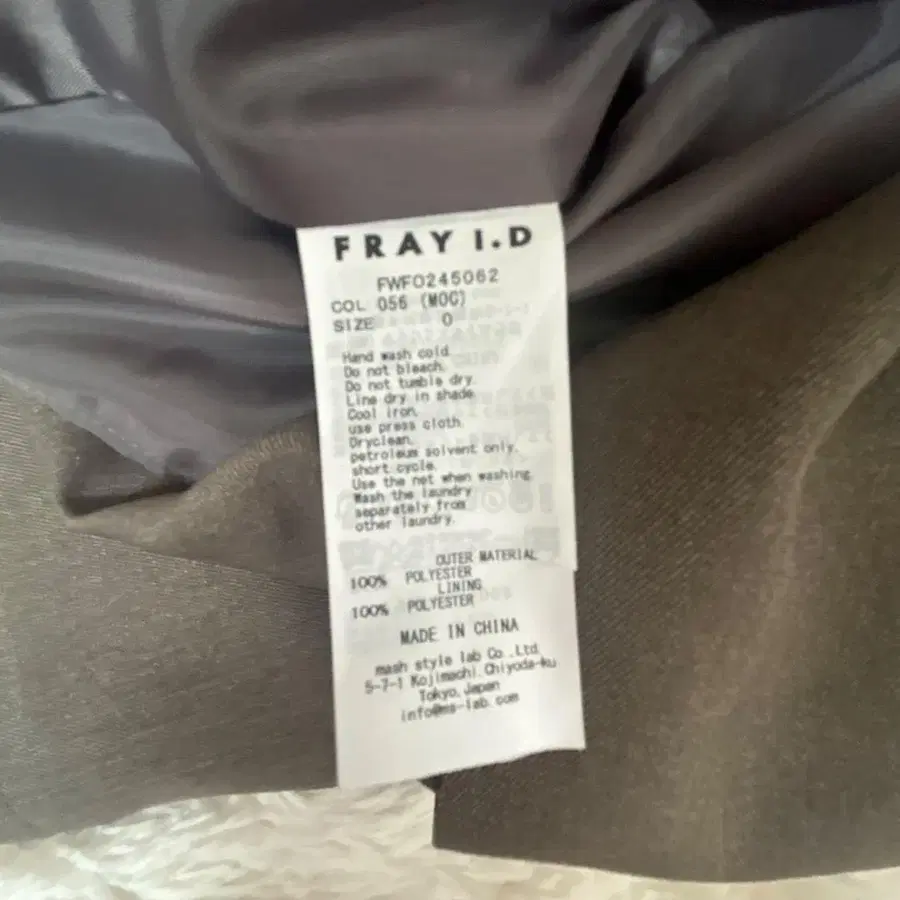 FRAY I.D
FWF0245062
COL 056 (MOC)
SIZE 0
Hand wash cold.
Do not bleach.
Do not tumble dry.
Line dry in shade.
Cool iron,
use press cloth.
Dryclean,
petroleum solvent only.
short cycle.
Use the net when washing.
Wash the laundry
separately from
other laundry.
OUTER MATERIAL
100% POLYESTER
LINING
100% POLYESTER
MADE IN CHINA
mash style lab Co.,Ltd.
5-7-1 Kojimachi, Chiyoda-ku
Tokyo, Japan
info@ms-lab.com